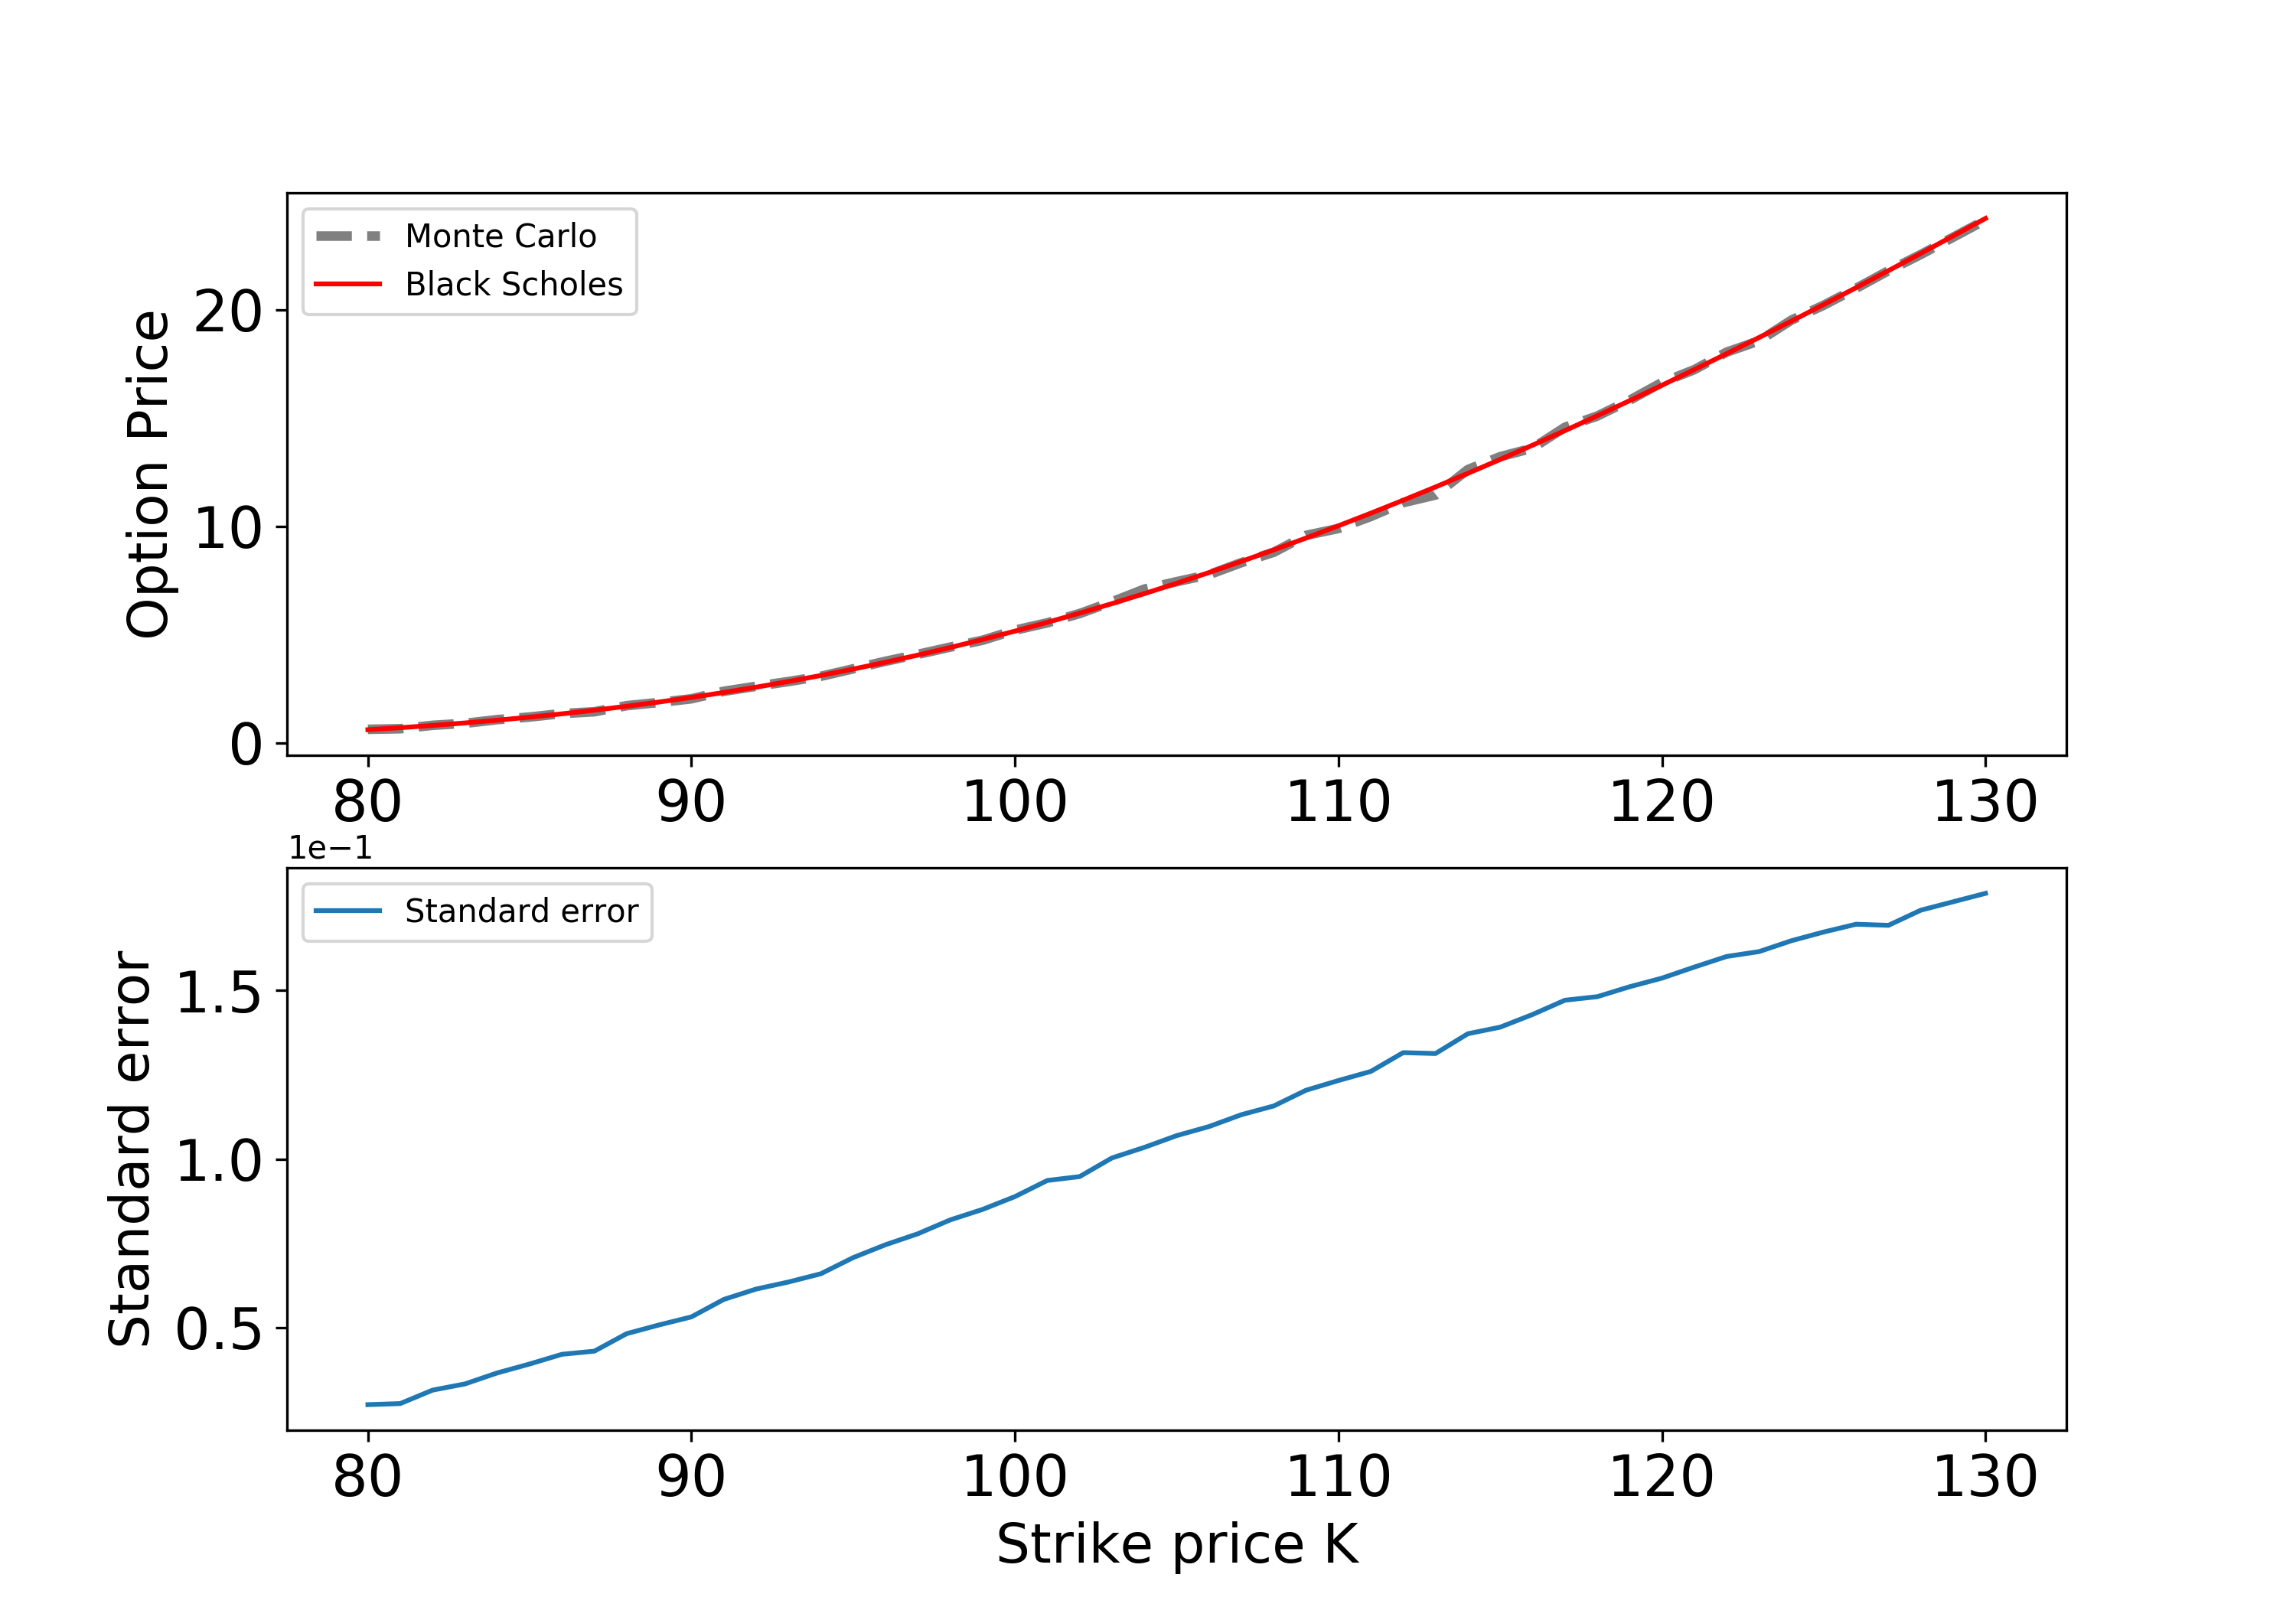 Monte Carlo
Black Scholes
Option Price
20
10
0
80 90 100 110 120 130
1e−1
Standard error
Standard error
1.5
1.0
0.5
80 90 100 110 120 130
Strike price K